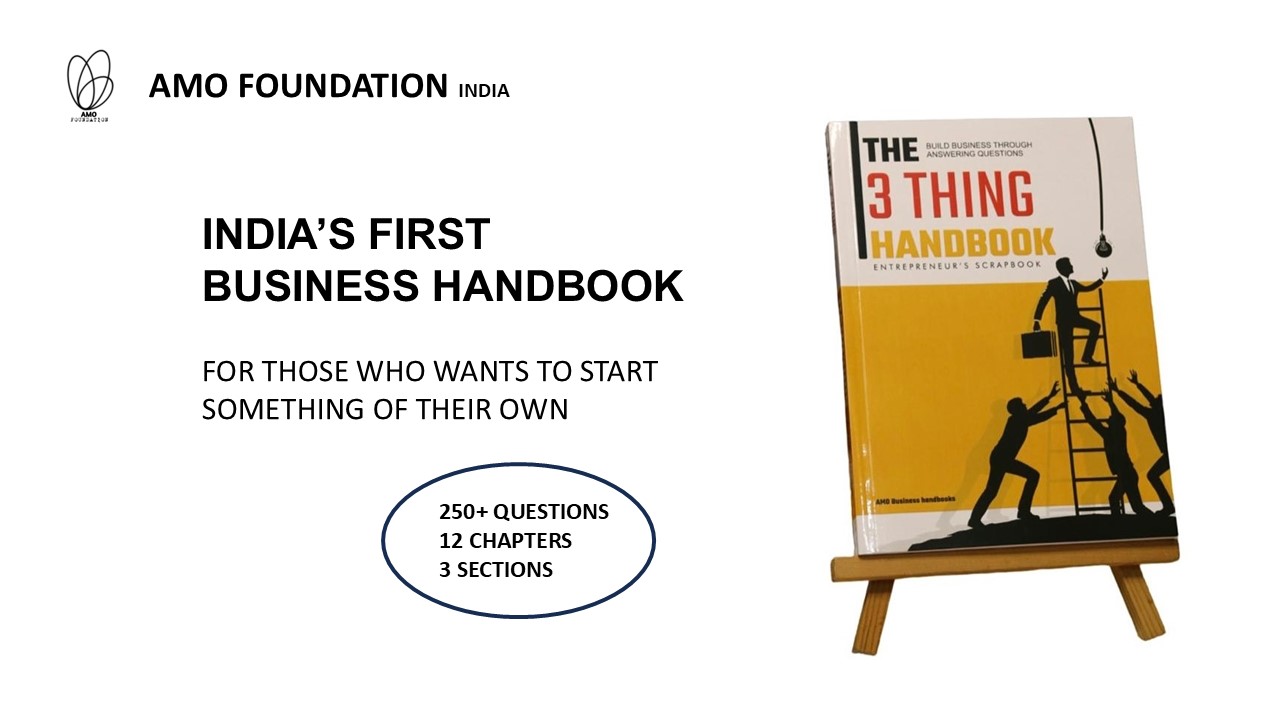 AMO
FOUNDATION
AMO FOUNDATION INDIA
INDIA’S FIRST
BUSINESS HANDBOOK
FOR THOSE WHO WANTS TO START
SOMETHING OF THEIR OWN
250+ QUESTIONS
12 CHAPTERS
3 SECTIONS
THE
BUILD BUSINESS THROUGH
ANSWERING QUESTIONS
3 THING
HANDBOOK
ENTREPRENEUR'S SCRAPBOOK
AMO Business handbooks